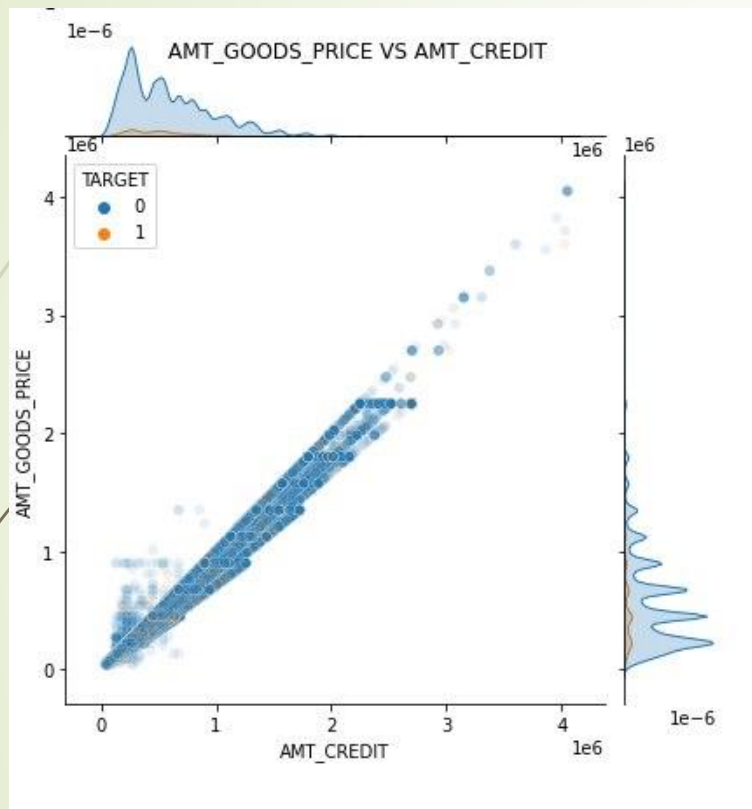 1e−6
AMT_GOODS_PRICE VS AMT_CREDIT
1e6
1e6
1e6
TARGET
0
1
4
3
2
1
0
AMT_GOODS_PRICE
0 1 2 3 4
1e−6
AMT_CREDIT
1e6